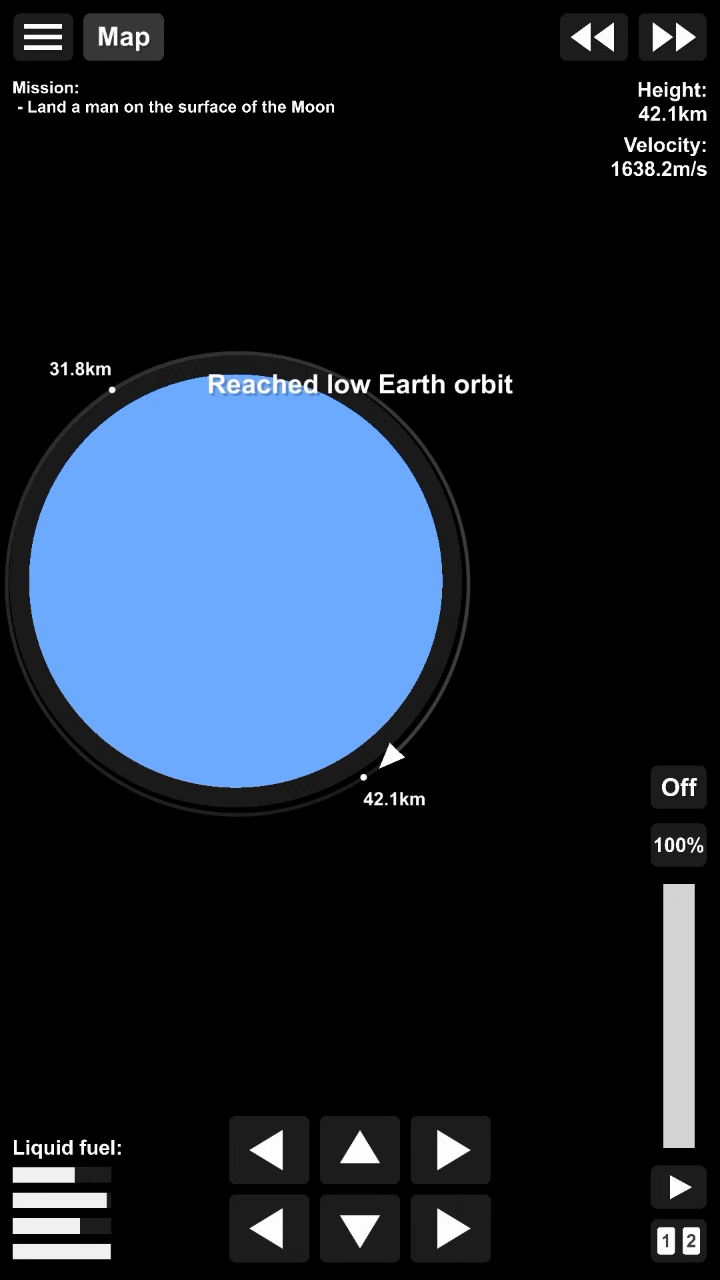 Map
Mission:
- Land a man on the surface of the Moon
Height:
42.1km
Velocity:
1638.2m/s
31.8km
Reached low Earth orbit
42.1km
Off
100%
Liquid fuel:
1 2